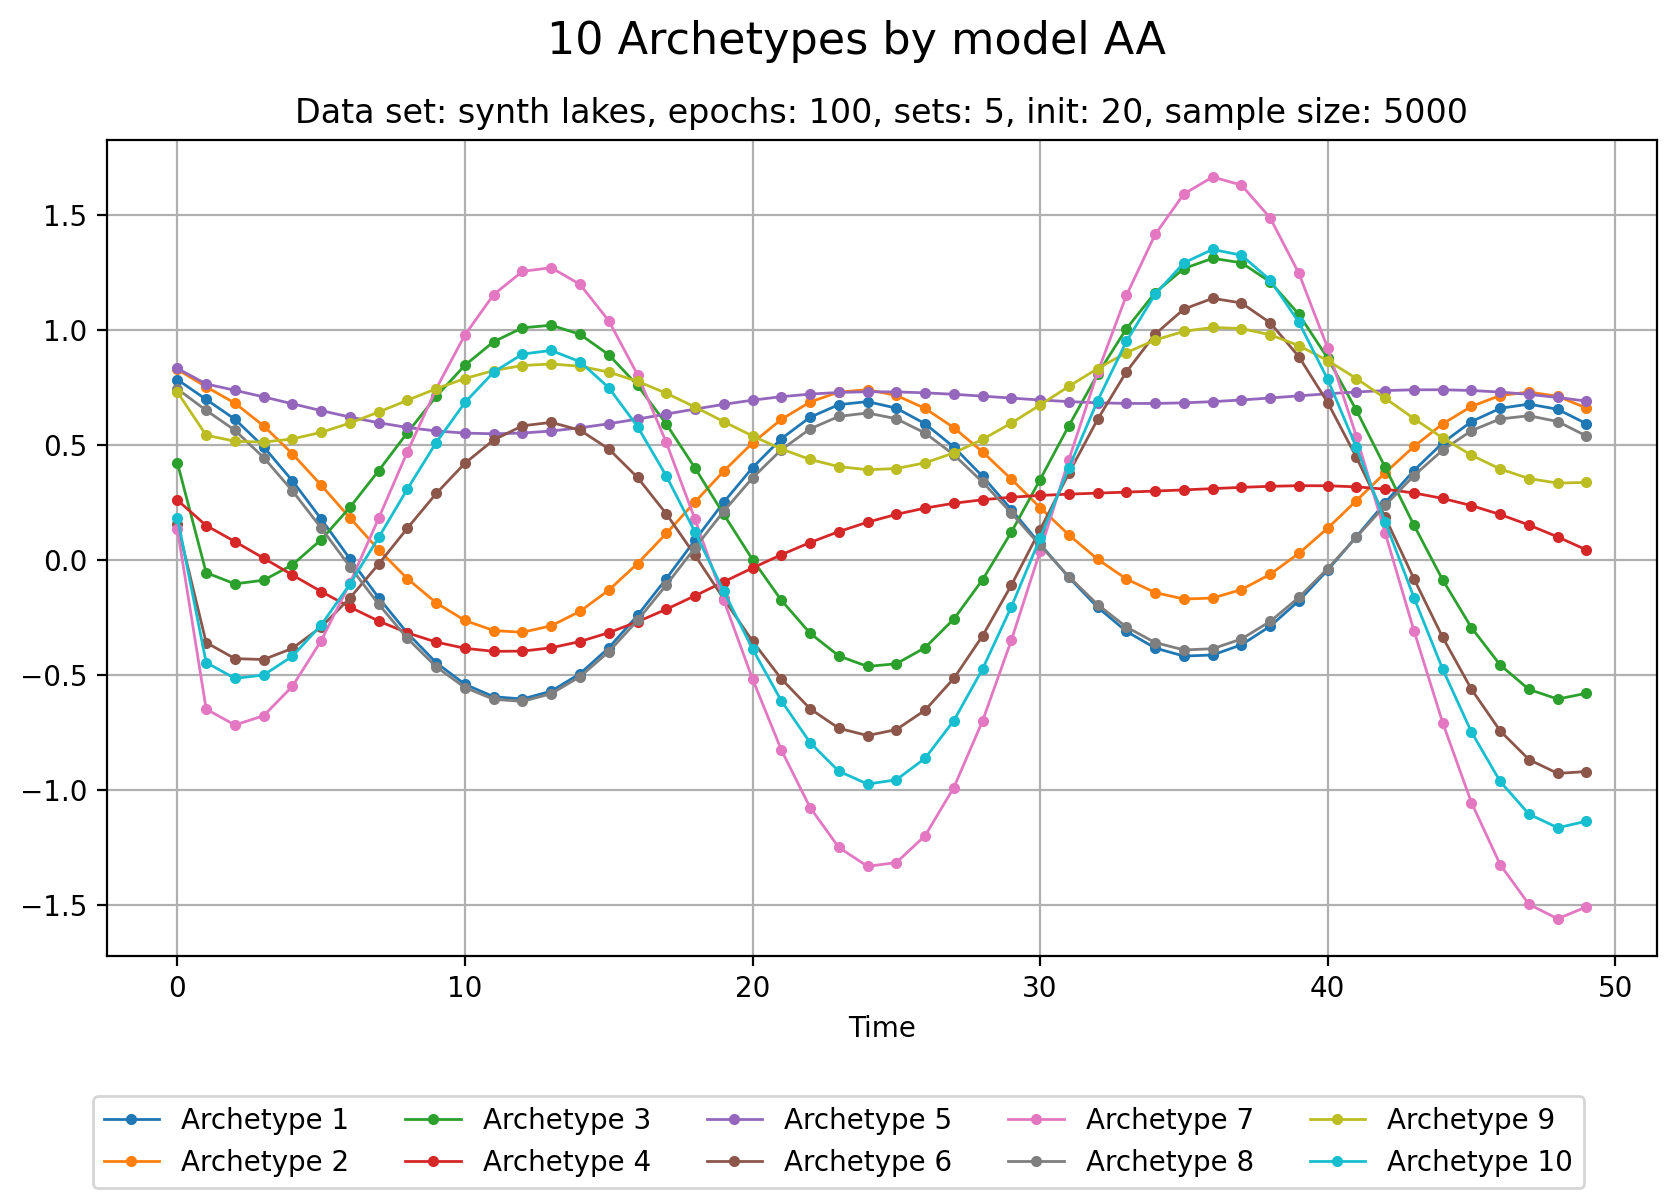 10 Archetypes by model AA
Data set: synth lakes, epochs: 100, sets: 5, init: 20, sample size: 5000
1.5
1.0
0.5
0.0
−0.5
−1.0
−1.5
0 10 20 30 40 50
Time
Archetype 1 Archetype 3 Archetype 5 Archetype 7 Archetype 9
Archetype 2 Archetype 4 Archetype 6 Archetype 8 Archetype 10